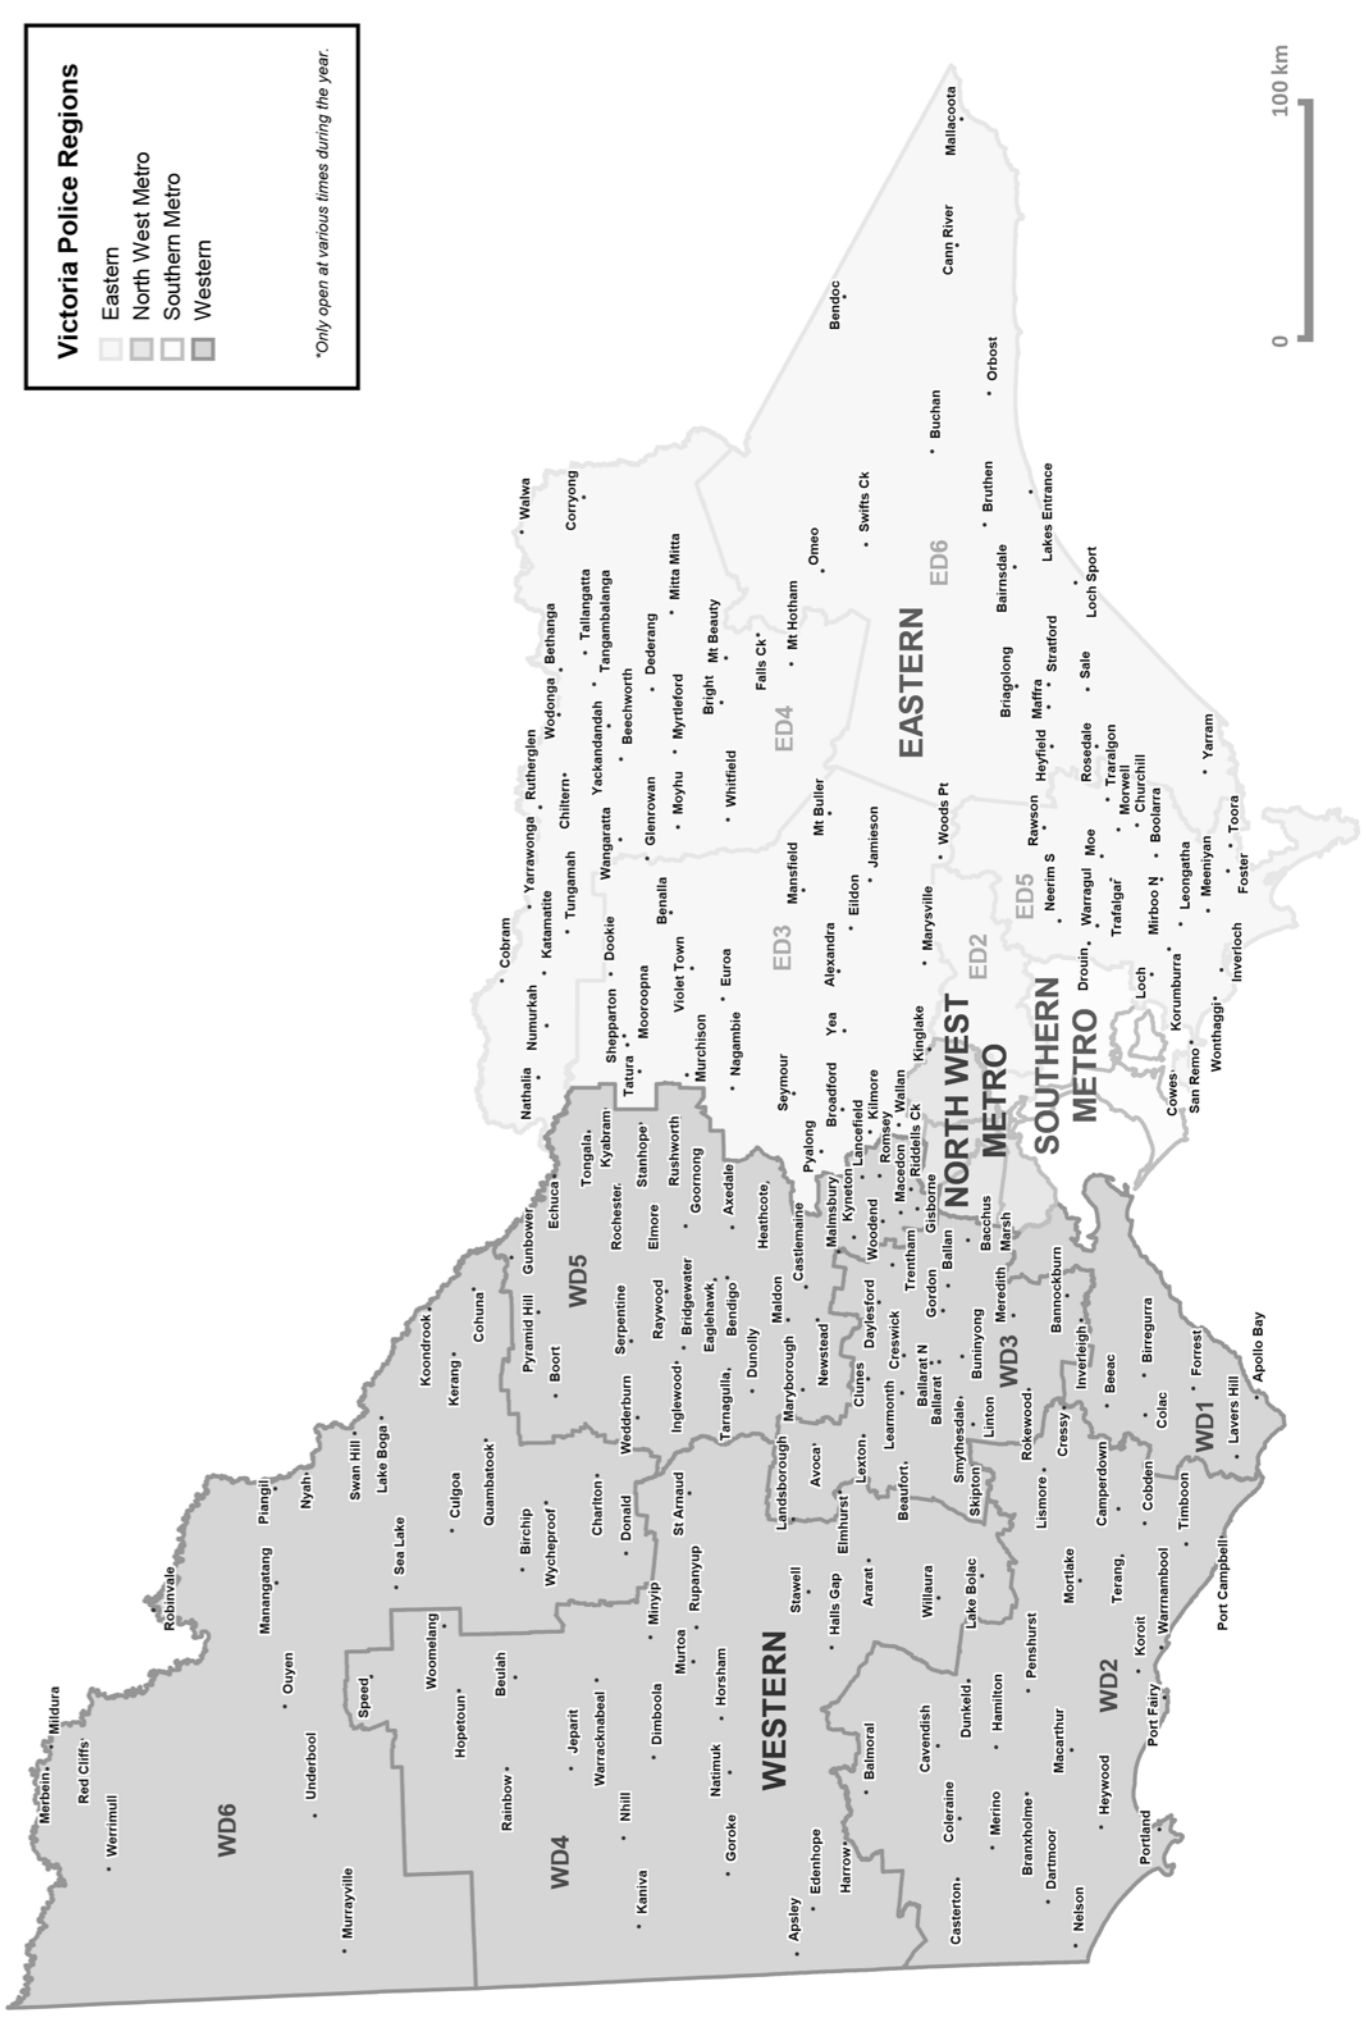 Victoria Police Regions
Eastern
North West Metro
Southern Metro
Western
*Only open at various times during the year.
0
100 km
Merbein
Mildura
Red Cliffs
Werrimull
Robinvale
WD6
Manangatang
Piangil
Ouyen
Nyah
Underbool
Murrayville
Speed
Swan Hill
Lake Boga
Sea Lake
Koondrook
Woomelang
Kerang
Culgoa
Hopetoun
Cohuna
Quambatook
Beulah
Rainbow
Gunbower
Pyramid Hill
Birchip
Wycheproof
Boort
Echuca
WD4
Jeparit
WD5
Tongala
Kyabram
Warracknabeal
Charlton
Rochester
Serpentine
Nhill
Donald
Wedderburn
Stanhope
Elmore
Kaniva
Dimboola
Minyip
Raywood
Rushworth
Murtoa
St Arnaud
Inglewood
Bridgewater
Goornong
Rupanyup
Eaglehawk
Natimuk
Horsham
Tarnagulla
Bendigo
Axedale
Goroke
Dunolly
Heathcote
WESTERN
Landsborough
Maryborough
Maldon
Castlemaine
Apsley
Stawell
Edenhope
Avoca
Newstead
Harrow
Halls Gap
Elmhurst
Malmsbury
Kyneton
Lancefield
Lexton
Clunes
Balmoral
Ararat
Daylesford
Woodend
Romsey
Learmonth
Creswick
Macedon
Riddells Ck
Beaufort
Trentham
Gisborne
Cavendish
Willaura
Ballarat N
Ballarat
Gordon
Ballan
Coleraine
Casterton
Dunkeld
Lake Bolac
Smythesdale
Skipton
Buninyong
Bacchus
Marsh
Linton
Merino
Hamilton
WD3
Meredith
Branxholme
Penshurst
Rokewood
Dartmoor
Macarthur
Lismore
Cressy
Bannockburn
Inverleigh
Nelson
Mortlake
Heywood
WD2
Camperdown
Beeac
Terang
Koroit
Cobden
Birregurra
Portland
Port Fairy
Warrnambool
Colac
Timboon
WD1
Forrest
Port Campbell
Lavers Hill
Apollo Bay
Cobram
Walwa
Nathalia
Numurkah
Katamatite
Yarrawonga
Rutherglen
Wodonga
Bethanga
Corryong
Tungamah
Chiltern
Tallangatta
Tangambalanga
Yackandandah
Wangaratta
Beechworth
Dookie
Shepparton
Tatura
Mooroopna
Glenrowan
Dederang
Mitta Mitta
Benalla
Moyhu
Myrtleford
Violet Town
Murchison
Bright
Mt Beauty
Euroa
Nagambie
Whitfield
Falls Ck
Mt Hotham
ED3
ED4
Seymour
Mansfield
Mt Buller
Omeo
Pyalong
Broadford
Yea
Alexandra
Eildon
Jamieson
Swifts Ck
Kilmore
Wallan
Kinglake
Marysville
Woods Pt
EASTERN
ED6
Bendoc
Buchan
Cann River
Mallacoota
Orbost
Bruthen
Bairnsdale
Lakes Entrance
Loch Sport
NORTH WEST
METRO
ED2
ED5
SOUTHERN
METRO
Briagolong
Maffra
Stratford
Sale
Heyfield
Rosedale
Rawson
Neerim S
Traralgon
Morwell
Churchill
Moe
Warragul
Drouin
Trafalgar
Boolarra
Mirboo N
Loch
Korumburra
Leongatha
Meeniyan
Yarram
Toora
Foster
Inverloch
Wonthaggi
Cowes
San Remo